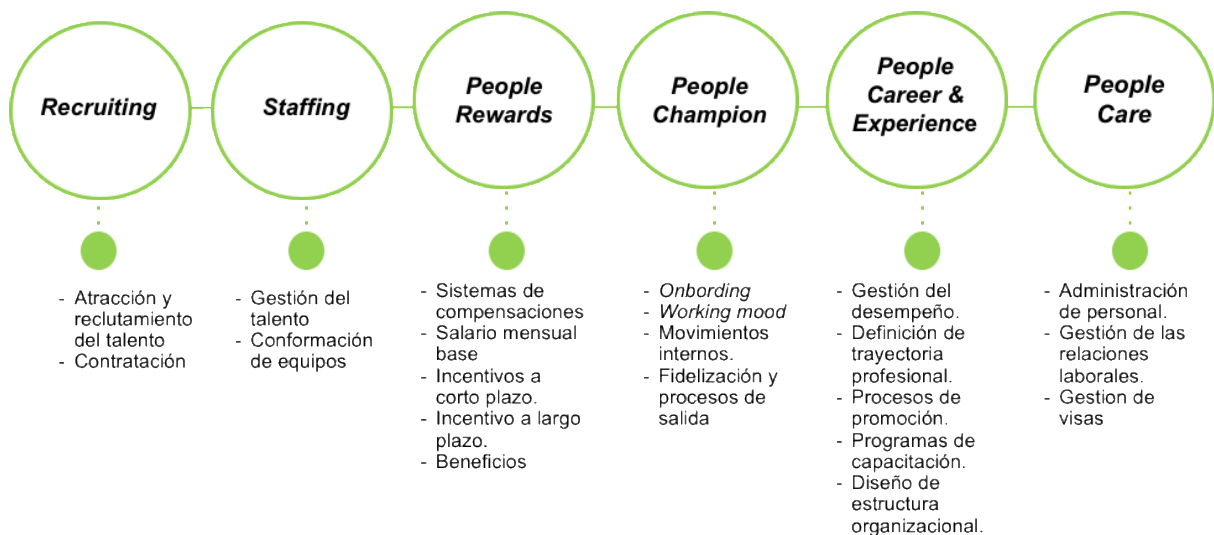 Recruiting
Staffing
People
Rewards
People
Champion
People
Career &
Experience
People
Care
- Atracción y
reclutamiento
del talento
- Contratación
- Gestión del
talento
- Conformación
de equipos
- Sistemas de
compensaciones
- Salario mensual
base
- Incentivos a
corto plazo.
- Incentivo a largo
plazo.
- Beneficios
- Onbording
- Working mood
- Movimientos
internos.
- Fidelización y
procesos de
salida
- Gestión del
desempeño.
- Definición de
trayectoria
profesional.
- Procesos de
promoción.
- Programas de
capacitación.
- Diseño de
estructura
organizacional.
- Administración
de personal.
- Gestión de las
relaciones
laborales.
- Gestion de
visas